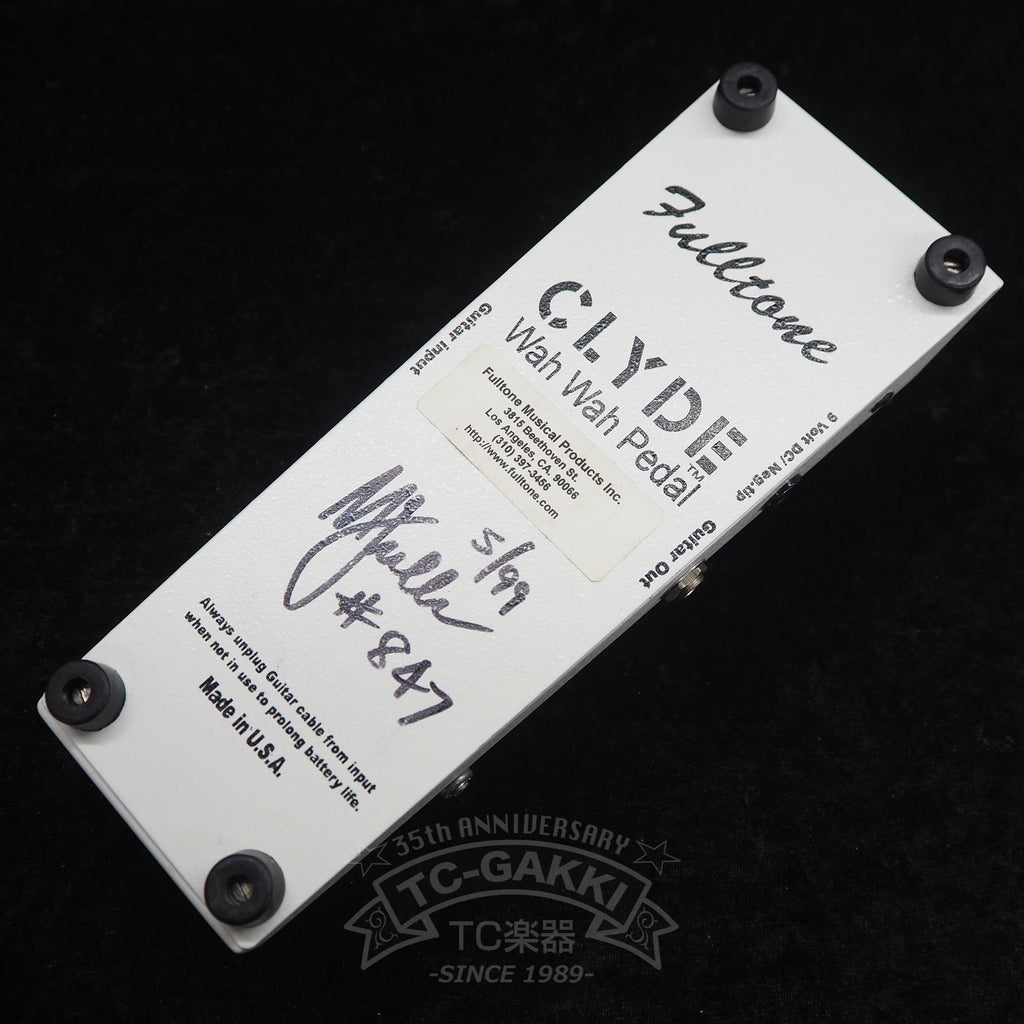 Fulltone
CLYDE
Wah Wah Pedal™
Guitar input
9 Volt DC/ Neg.tip
Guitar Out
Fulltone Musical Products Inc.
3815 Beethoven St.
Los Angeles, CA. 90066
(310) 397-3456
http://www.fulltone.com
5/99
MFuller
#847
Always unplug Guitar cable from input
when not in use to prolong battery life.
Made in U.S.A.
35th ANNIVERSARY
TC-GAKKI
TC楽器
-SINCE 1989-